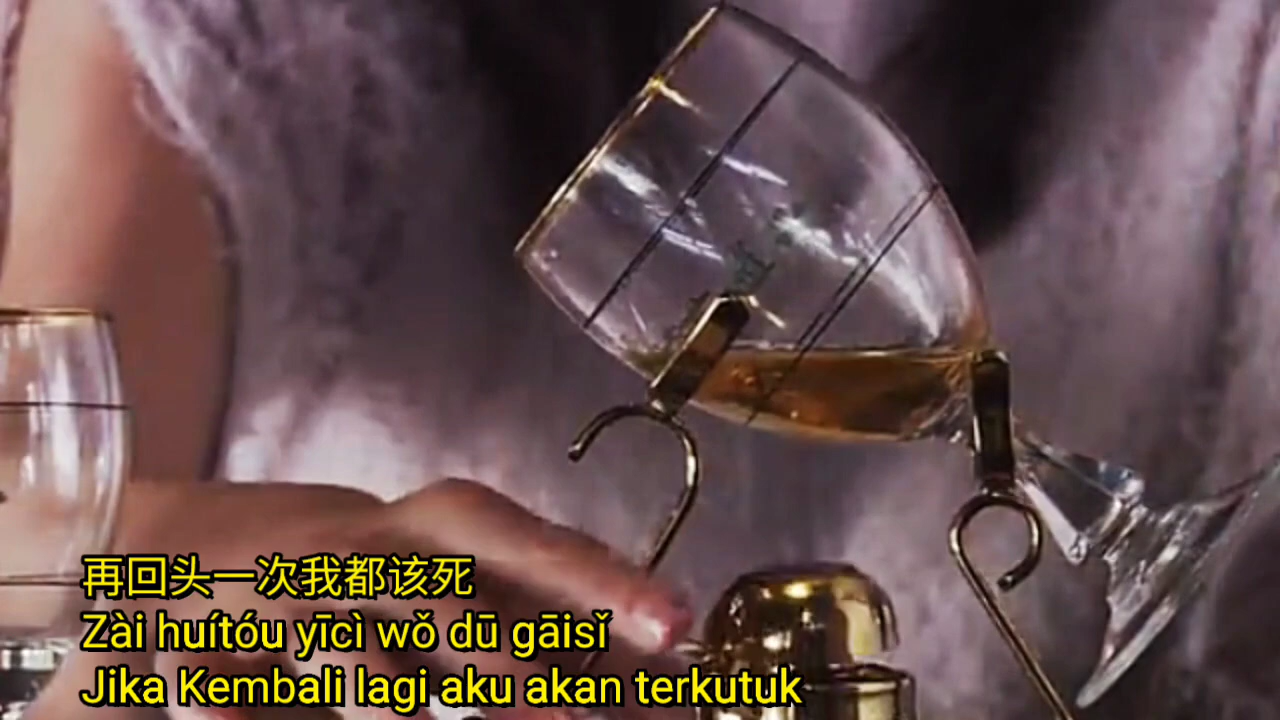 再回头一次我都该死
Zài huítóu yīcì wǒ dū gāisǐ
Jika Kembali lagi aku akan terkutuk